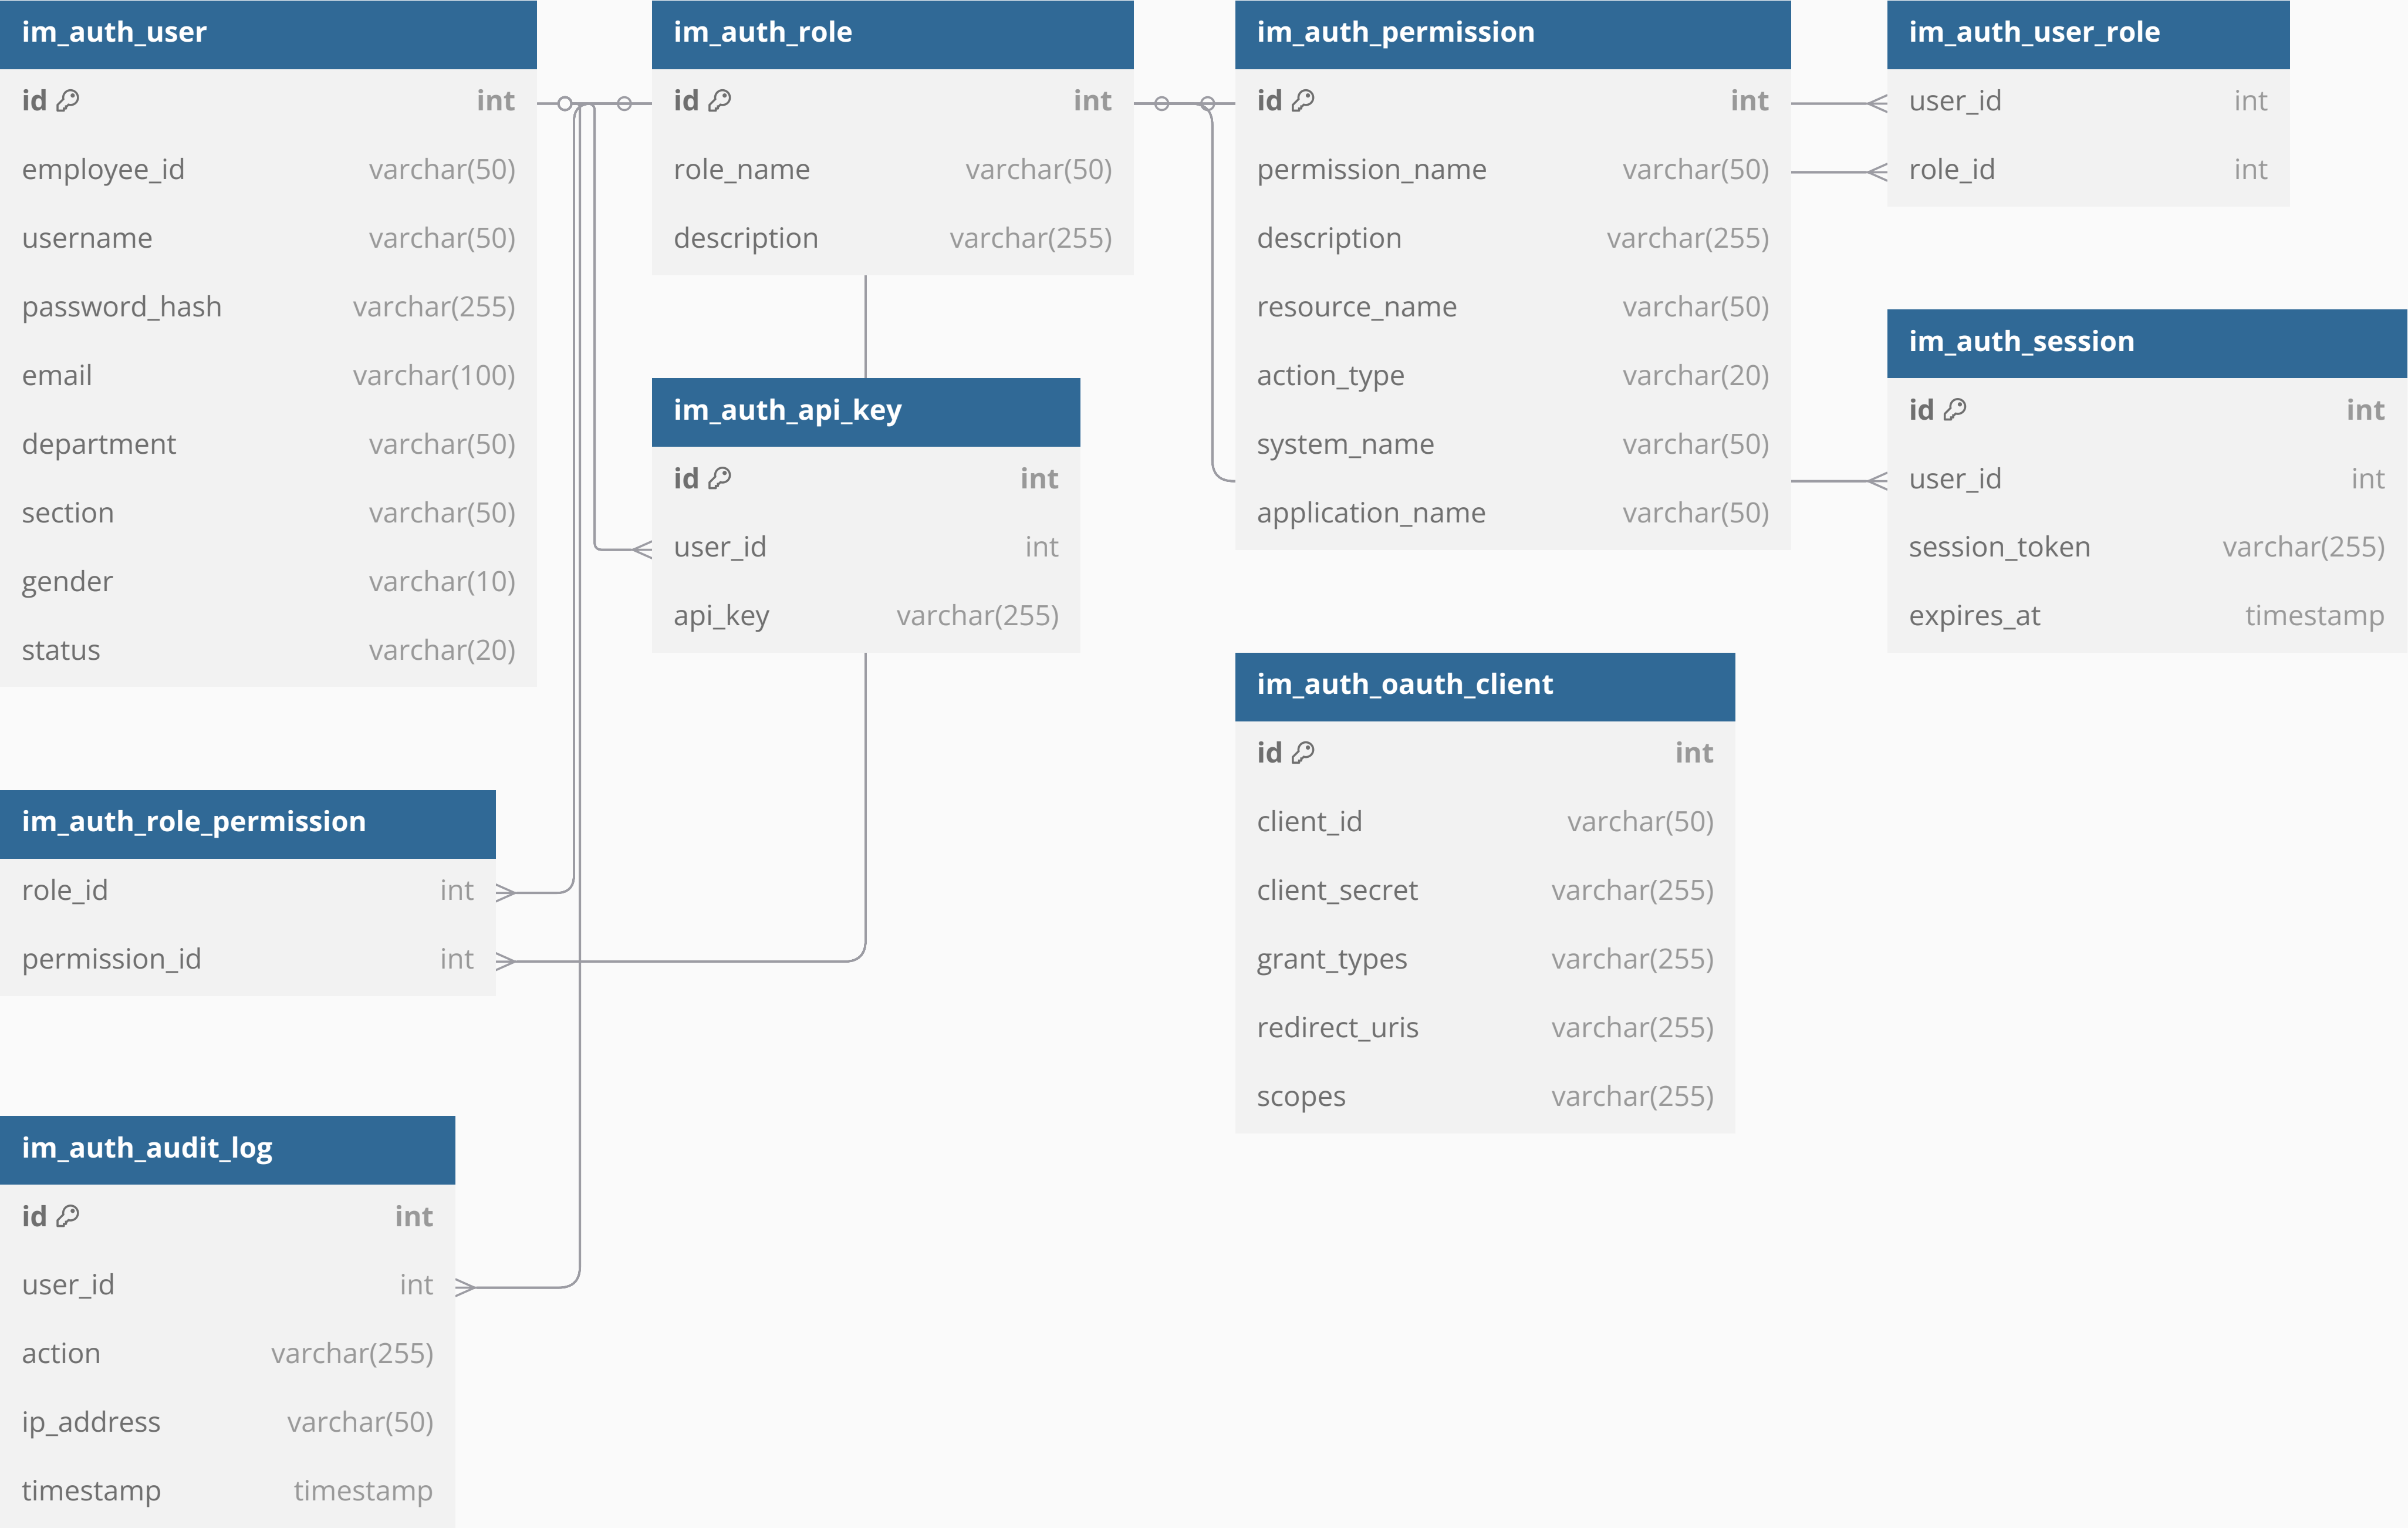 im_auth_user
id int
employee_id varchar(50)
username varchar(50)
password_hash varchar(255)
email varchar(100)
department varchar(50)
section varchar(50)
gender varchar(10)
status varchar(20)
im_auth_role
id int
role_name varchar(50)
description varchar(255)
im_auth_permission
id int
permission_name varchar(50)
description varchar(255)
resource_name varchar(50)
action_type varchar(20)
system_name varchar(50)
application_name varchar(50)
im_auth_user_role
user_id int
role_id int
im_auth_session
id int
user_id int
session_token varchar(255)
expires_at timestamp
im_auth_api_key
id int
user_id int
api_key varchar(255)
im_auth_oauth_client
id int
client_id varchar(50)
client_secret varchar(255)
grant_types varchar(255)
redirect_uris varchar(255)
scopes varchar(255)
im_auth_role_permission
role_id int
permission_id int
im_auth_audit_log
id int
user_id int
action varchar(255)
ip_address varchar(50)
timestamp timestamp